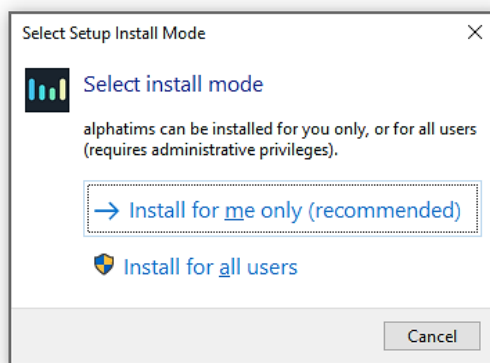 Select Setup Install Mode
Select install mode
alphatims can be installed for you only, or for all users
(requires administrative privileges).
Install for me only (recommended)
Install for all users
Cancel